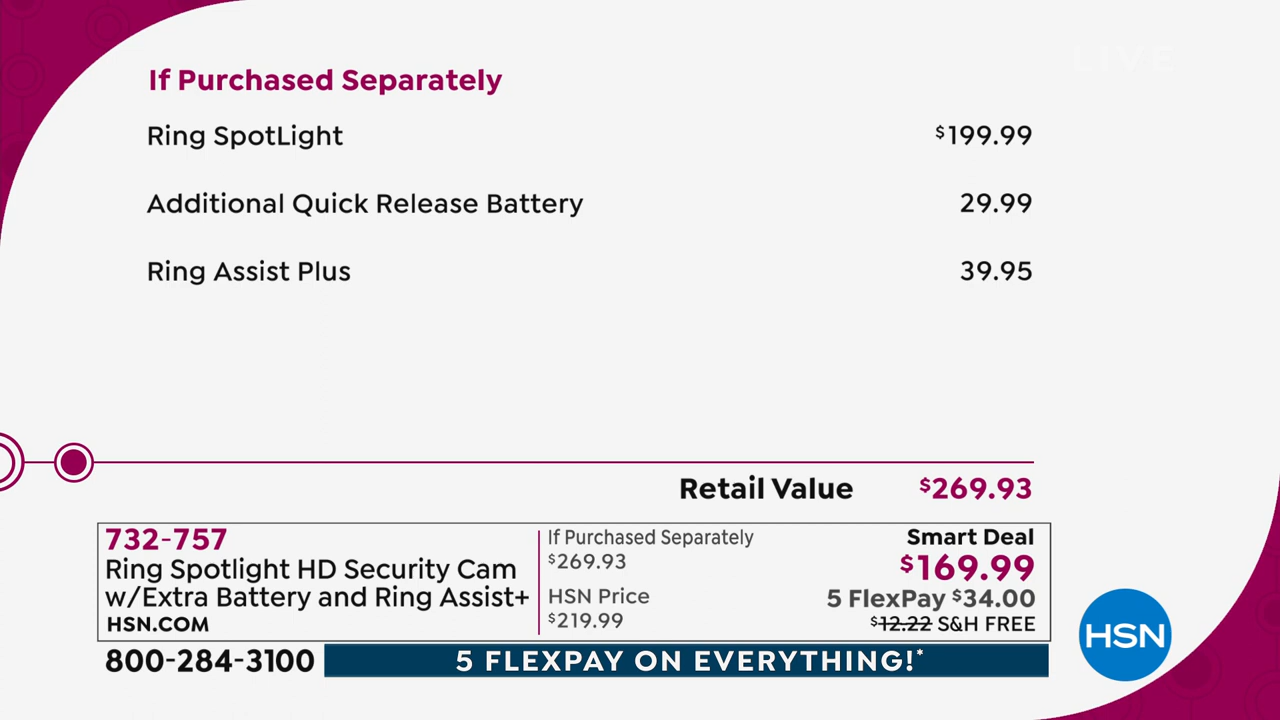 LIVE
If Purchased Separately
Ring SpotLight $199.99
Additional Quick Release Battery 29.99
Ring Assist Plus 39.95
Retail Value $269.93
732-757
Ring Spotlight HD Security Cam
w/Extra Battery and Ring Assist+
HSN.COM
If Purchased Separately
$269.93
HSN Price
$219.99
Smart Deal
$169.99
5 FlexPay $34.00
$12.22 S&H FREE
HSN
800-284-3100
5 FLEXPAY ON EVERYTHING!*